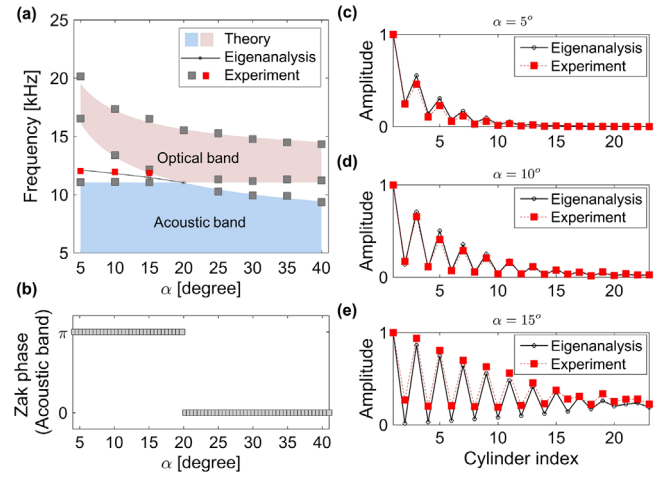 (a)
25
20
15
10
5
Frequency [kHz]
Theory
Eigenanalysis
Experiment
Optical band
Acoustic band
5 10 15 20 25 30 35 40
α [degree]
(b)
π
0
Zak phase
(Acoustic band)
5 10 15 20 25 30 35 40
α [degree]
(c)
α = 5°
1
0
Amplitude
Eigenanalysis
Experiment
5 10 15 20
(d)
α = 10°
1
0
Amplitude
Eigenanalysis
Experiment
5 10 15 20
(e)
α = 15°
1
0
Amplitude
Eigenanalysis
Experiment
5 10 15 20
Cylinder index